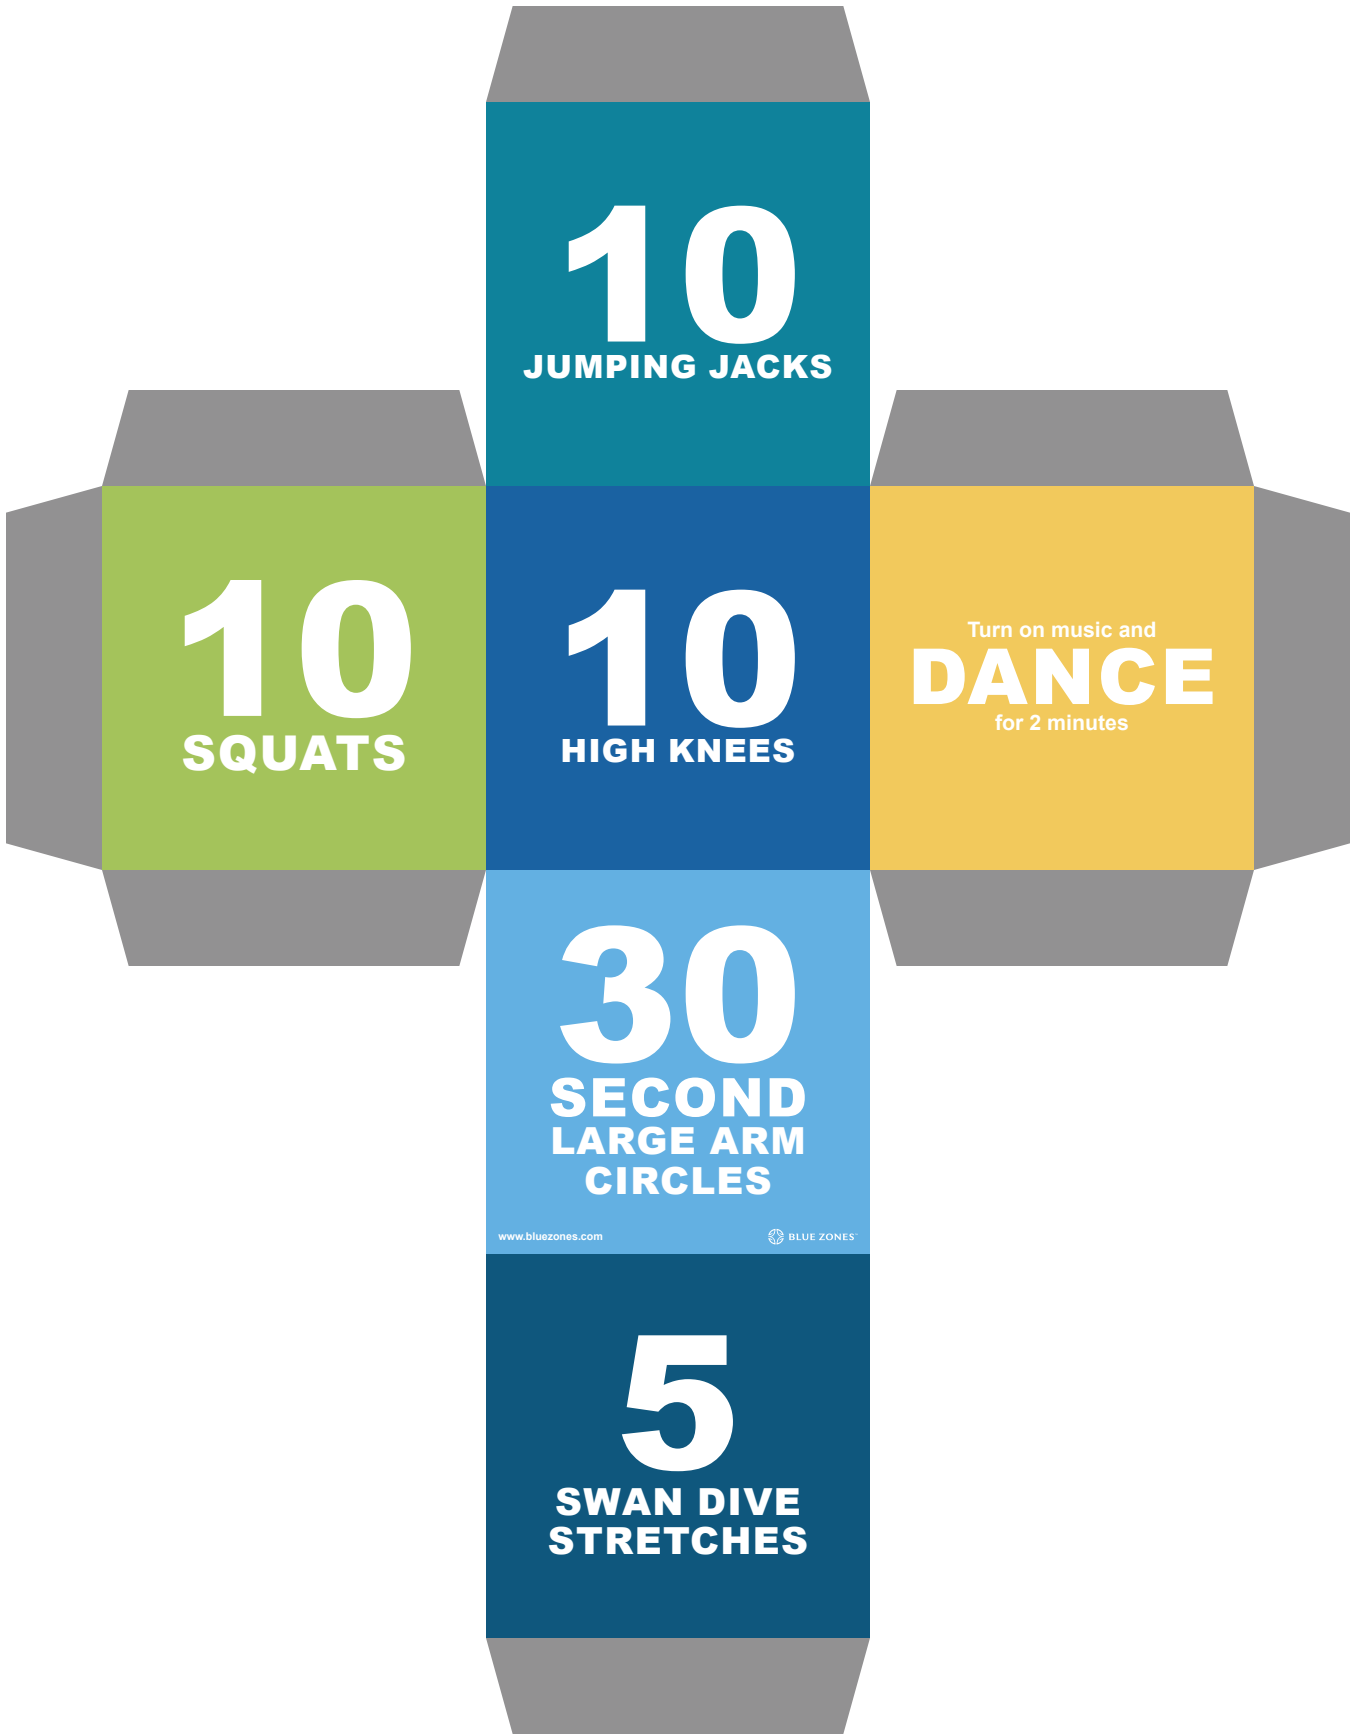 10
JUMPING JACKS
10
SQUATS
10
HIGH KNEES
Turn on music and
DANCE
for 2 minutes
30
SECOND
LARGE ARM
CIRCLES
www.bluezones.com
BLUE ZONES™
5
SWAN DIVE
STRETCHES